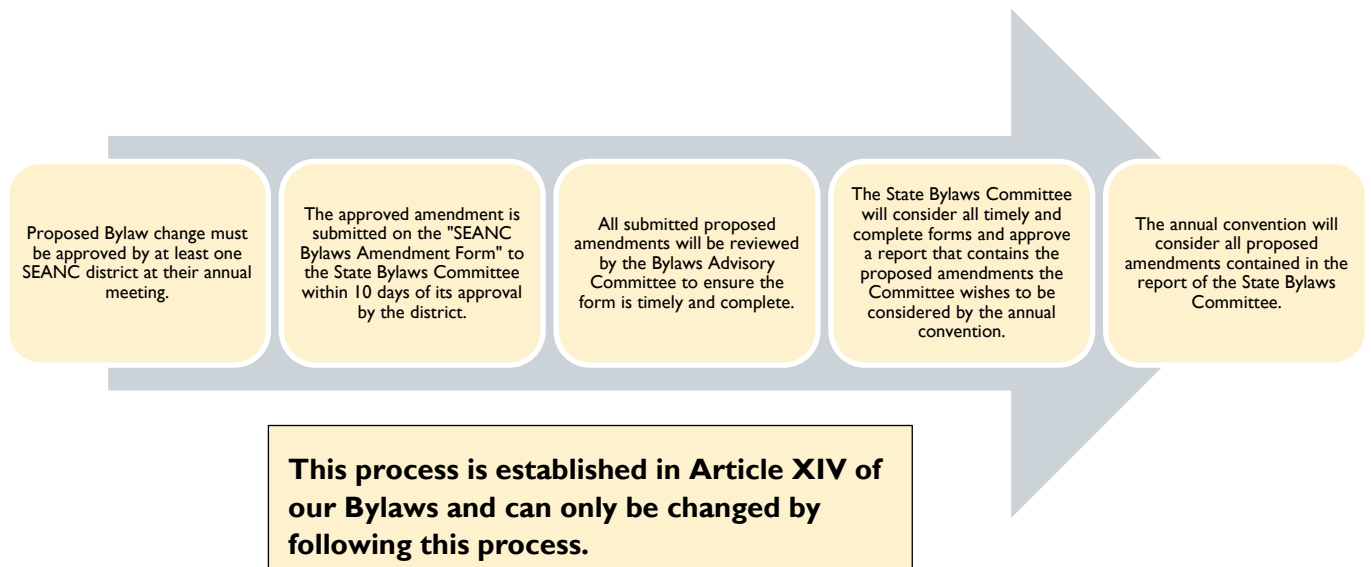 Proposed Bylaw change must
be approved by at least one
SEANC district at their annual
meeting.
The approved amendment is
submitted on the "SEANC
Bylaws Amendment Form" to
the State Bylaws Committee
within 10 days of its approval
by the district.
All submitted proposed
amendments will be reviewed
by the Bylaws Advisory
Committee to ensure the
form is timely and complete.
The State Bylaws Committee
will consider all timely and
complete forms and approve
a report that contains the
proposed amendments the
Committee wishes to be
considered by the annual
convention.
The annual convention will
consider all proposed
amendments contained in the
report of the State Bylaws
Committee.
This process is established in Article XIV of
our Bylaws and can only be changed by
following this process.